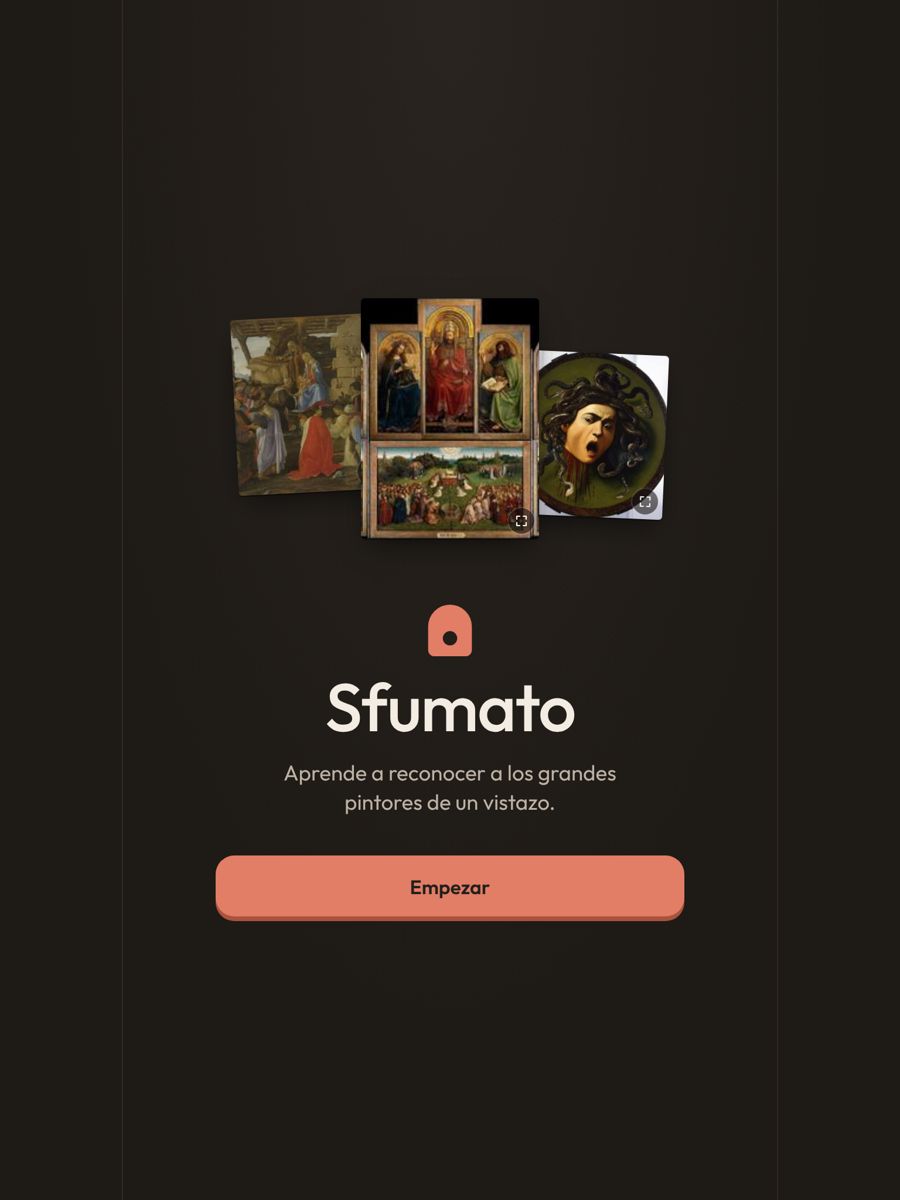 Sfumato
Aprende a reconocer a los grandes
pintores de un vistazo.
Empezar